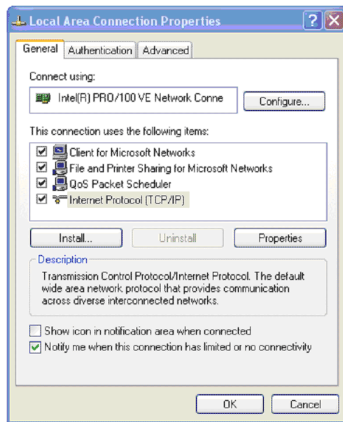 Local Area Connection Properties
General Authentication Advanced
Connect using:
Intel(R) PRO/100 VE Network Conne
Configure...
This connection uses the following items:
Client for Microsoft Networks
File and Printer Sharing for Microsoft Networks
QoS Packet Scheduler
Internet Protocol (TCP/IP)
Install... Uninstall Properties
Description
Transmission Control Protocol/Internet Protocol. The default
wide area network protocol that provides communication
across diverse interconnected networks.
Show icon in notification area when connected
Notify me when this connection has limited or no connectivity
OK Cancel